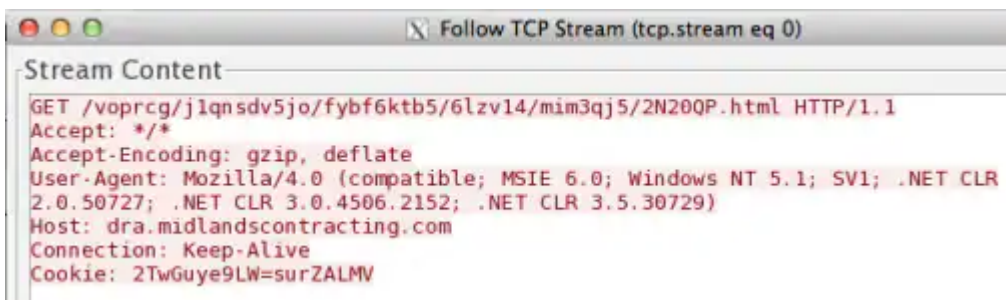 Follow TCP Stream (tcp.stream eq 0)
Stream Content
GET /voprcg/j1qnsdv5jo/fybf6ktb5/6lzv14/mim3qj5/2N20QP.html HTTP/1.1
Accept: */*
Accept-Encoding: gzip, deflate
User-Agent: Mozilla/4.0 (compatible; MSIE 6.0; Windows NT 5.1; SV1; .NET CLR
2.0.50727; .NET CLR 3.0.4506.2152; .NET CLR 3.5.30729)
Host: dra.midlandscontracting.com
Connection: Keep-Alive
Cookie: 2TwGuye9LW=surZALMV